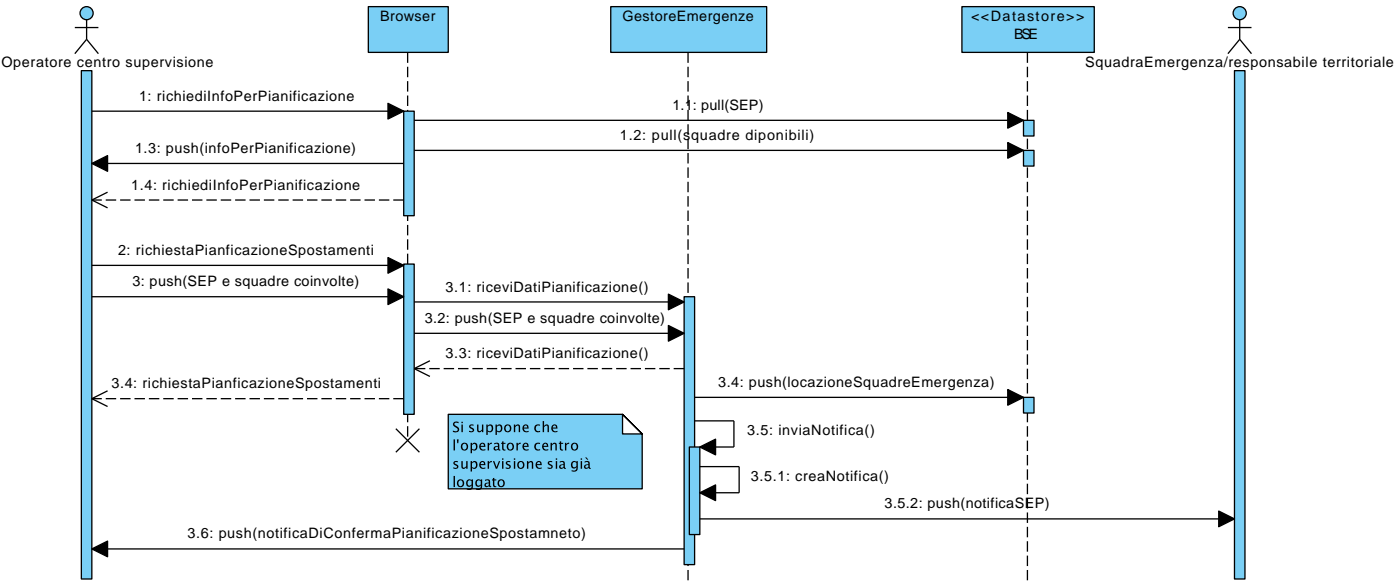 Browser
GestoreEmergenze
<<Datastore>>
BSE
Operatore centro supervisione
SquadraEmergenza/responsabile territoriale
1: richiediInfoPerPianificazione
1.1: pull(SEP)
1.2: pull(squadre diponibili)
1.3: push(infoPerPianificazione)
1.4: richiediInfoPerPianificazione
2: richiestaPianficazioneSpostamenti
3: push(SEP e squadre coinvolte)
3.1: riceviDatiPianificazione()
3.2: push(SEP e squadre coinvolte)
3.3: riceviDatiPianificazione()
3.4: richiestaPianficazioneSpostamenti
3.4: push(locazioneSquadreEmergenza)
Si suppone che
l'operatore centro
supervisione sia già
loggato
3.5: inviaNotifica()
3.5.1: creaNotifica()
3.5.2: push(notificaSEP)
3.6: push(notificaDiConfermaPianificazioneSpostamneto)